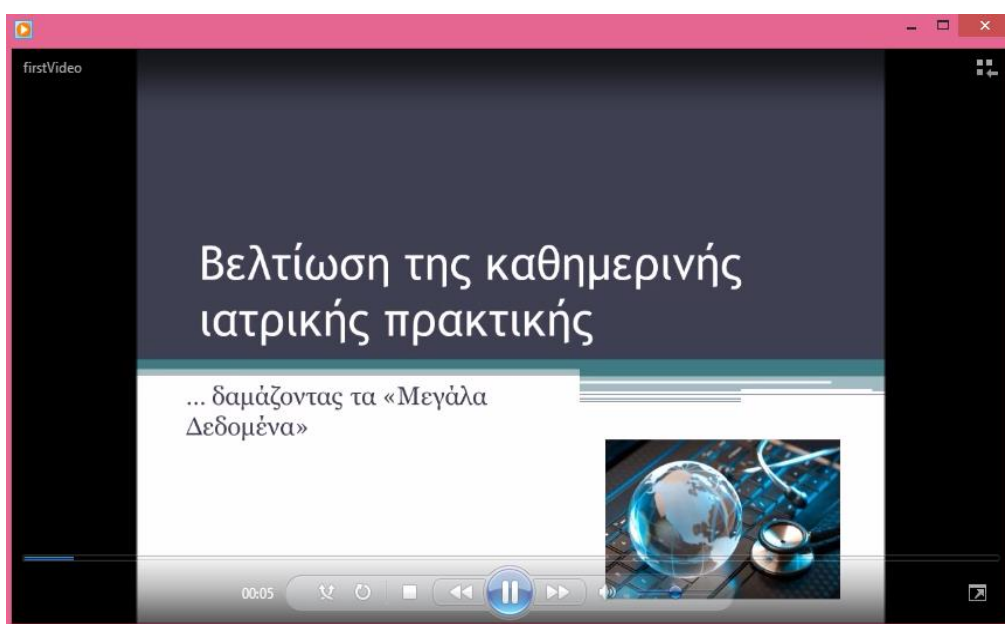 firstVideo
Βελτίωση της καθημερινής
ιατρικής πρακτικής
... δαμάζοντας τα «Μεγάλα
Δεδομένα»
00:05